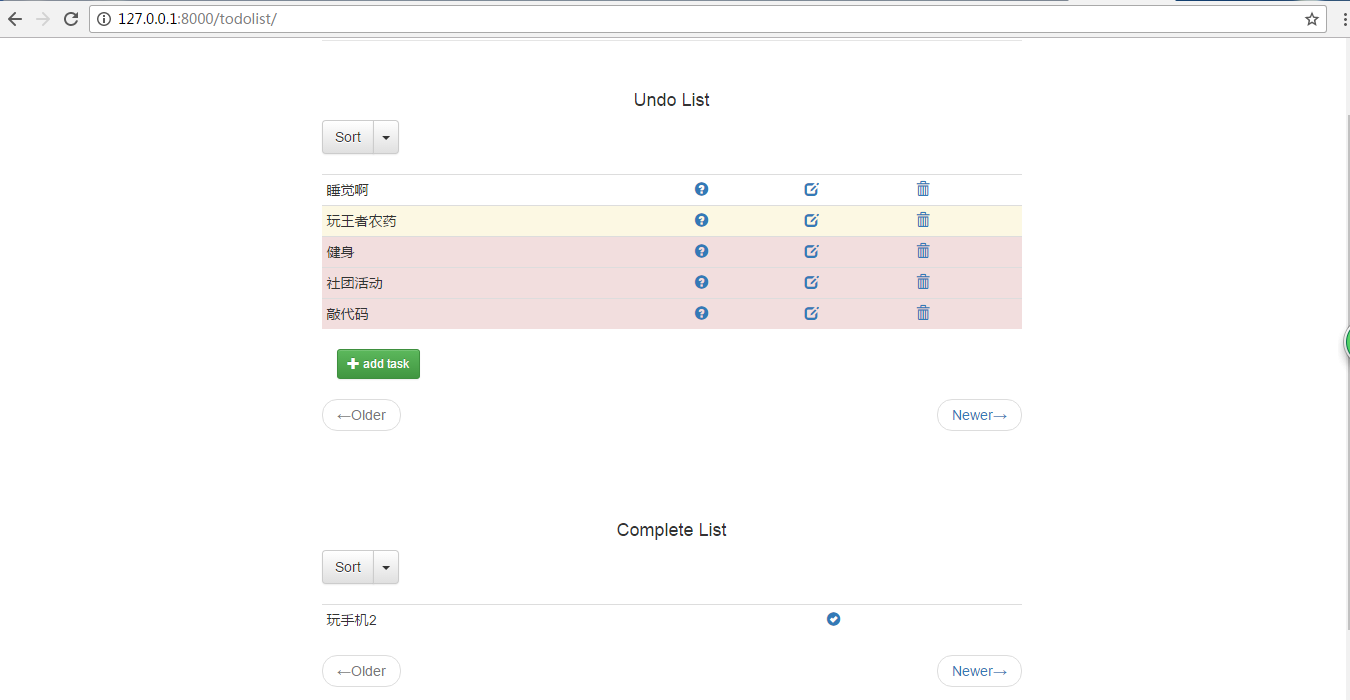 127.0.0.1:8000/todolist/
Undo List
Sort
睡觉啊
玩王者农药
健身
社团活动
敲代码
add task
←Older Newer→
Complete List
Sort
玩手机2
←Older Newer→